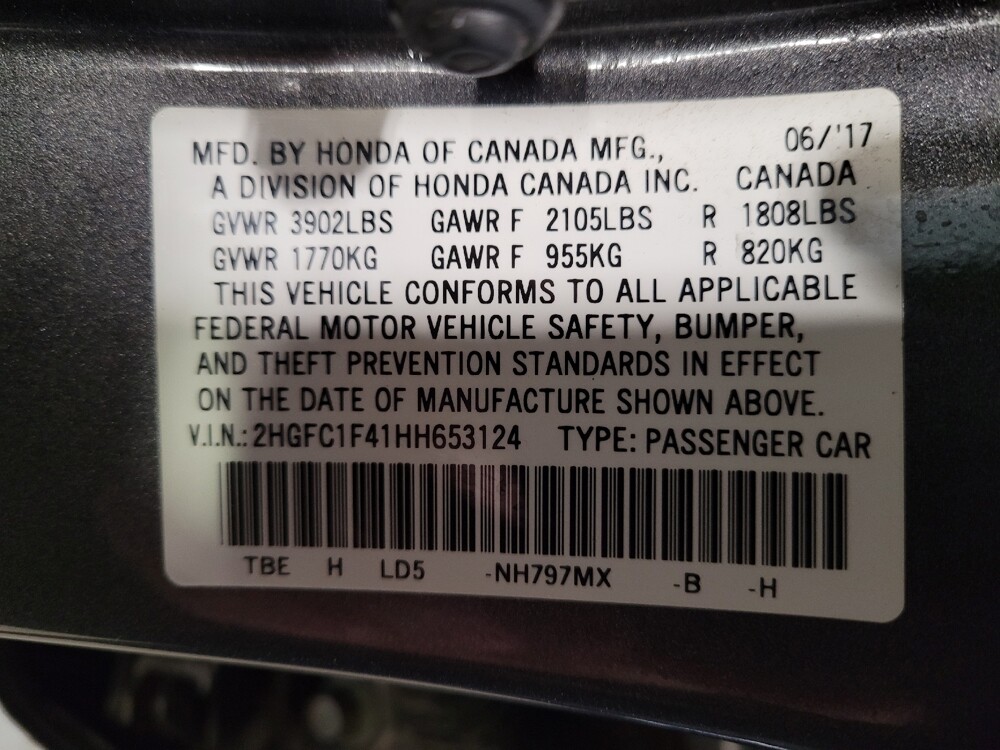 MFD. BY HONDA OF CANADA MFG., 06/'17
A DIVISION OF HONDA CANADA INC. CANADA
GVWR 3902LBS GAWR F 2105LBS R 1808LBS
GVWR 1770KG GAWR F 955KG R 820KG
THIS VEHICLE CONFORMS TO ALL APPLICABLE
FEDERAL MOTOR VEHICLE SAFETY, BUMPER,
AND THEFT PREVENTION STANDARDS IN EFFECT
ON THE DATE OF MANUFACTURE SHOWN ABOVE.
V.I.N.: 2HGFC1F41HH653124 TYPE: PASSENGER CAR
TBE H LD5 -NH797MX -B -H